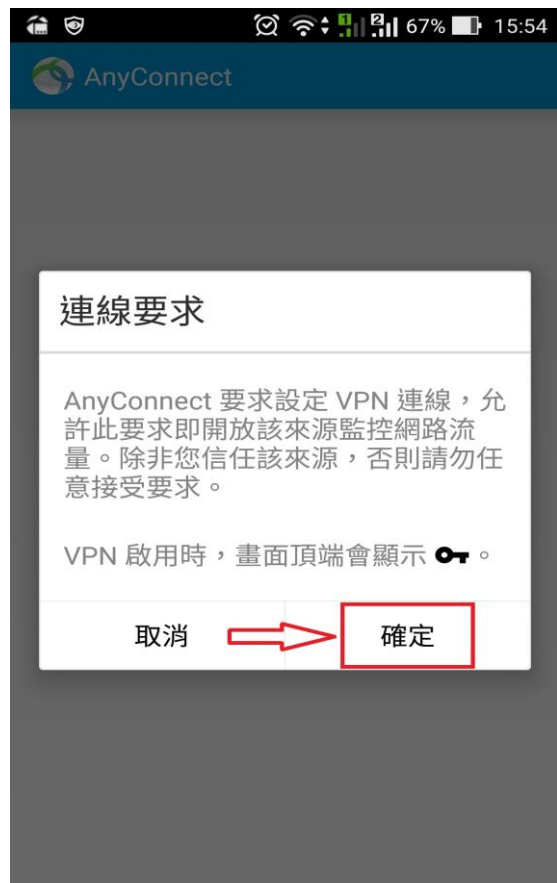 1 2 67% 15:54
AnyConnect
連線要求
AnyConnect 要求設定 VPN 連線，允
許此要求即開放該來源監控網路流
量。除非您信任該來源，否則請勿任
意接受要求。
VPN 啟用時，畫面頂端會顯示 。
取消 確定